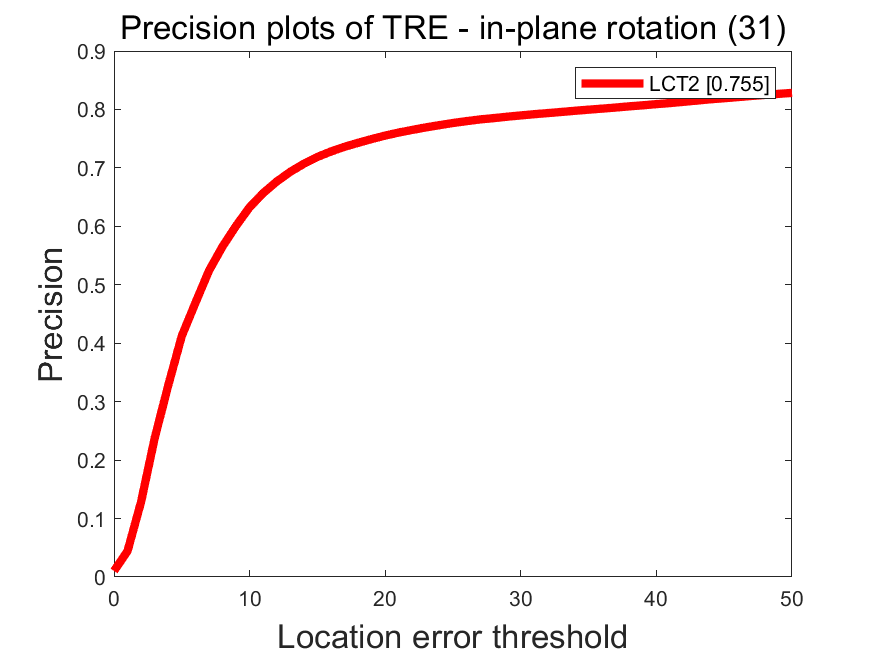 Precision plots of TRE - in-plane rotation (31)
LCT2 [0.755]
0.9
0.8
0.7
0.6
0.5
0.4
0.3
0.2
0.1
0
Precision
0 10 20 30 40 50
Location error threshold